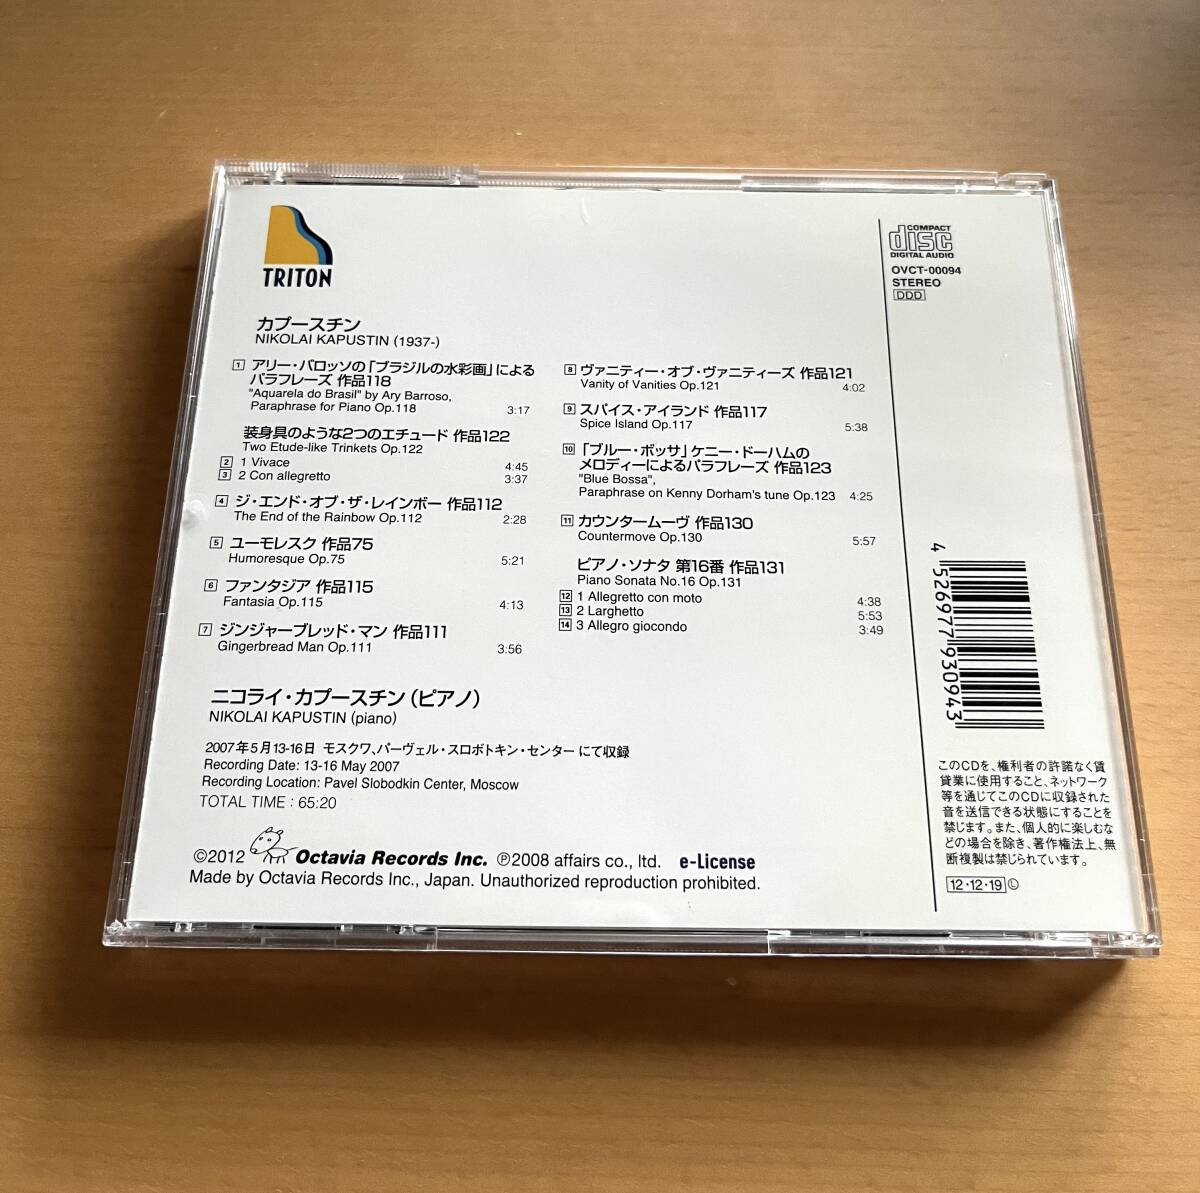 TRITON
カプースチン
NIKOLAI KAPUSTIN (1937-)
1 アリー・バロッソの「ブラジルの水彩画」による
パラフレーズ 作品118
"Aquarela do Brasil" by Ary Barroso,
Paraphrase for Piano Op.118 3:17
装身具のような2つのエチュード 作品122
Two Etude-like Trinkets Op.122
2 1 Vivace 4:45
3 2 Con allegretto 3:37
4 ジ・エンド・オブ・ザ・レインボー 作品112
The End of the Rainbow Op.112 2:28
5 ユーモレスク 作品75
Humoresque Op.75 5:21
6 ファンタジア 作品115
Fantasia Op.115 4:13
7 ジンジャーブレッド・マン 作品111
Gingerbread Man Op.111 3:56
8 ヴァニティー・オブ・ヴァニティーズ 作品121
Vanity of Vanities Op.121 4:02
9 スパイス・アイランド 作品117
Spice Island Op.117 5:38
10 「ブルー・ボッサ」ケニー・ドーハムの
メロディーによるパラフレーズ 作品123
"Blue Bossa",
Paraphrase on Kenny Dorham's tune Op.123 4:25
11 カウンタームーヴ 作品130
Countermove Op.130 5:57
ピアノ・ソナタ 第16番 作品131
Piano Sonata No.16 Op.131
12 1 Allegretto con moto 4:38
13 2 Larghetto 5:53
14 3 Allegro giocondo 3:49
ニコライ・カプースチン(ピアノ)
NIKOLAI KAPUSTIN (piano)
2007年5月13-16日 モスクワ、パーヴェル・スロボトキン・センター にて収録
Recording Date: 13-16 May 2007
Recording Location: Pavel Slobodkin Center, Moscow
TOTAL TIME : 65:20
©2012 Octavia Records Inc. ℗2008 affairs co., ltd. e-License
Made by Octavia Records Inc., Japan. Unauthorized reproduction prohibited.
COMPACT
disc
DIGITAL AUDIO
OVCT-00094
STEREO
DDD
4 526977 930943
このCDを、権利者の許諾なく賃
貸業に使用すること、ネットワーク
等を通じてこのCDに収録された
音を送信できる状態にすることを
禁じます。また、個人的に楽しむな
どの場合を除き、著作権法上、無
断複製は禁じられています。
12・12・19 Ⓛ